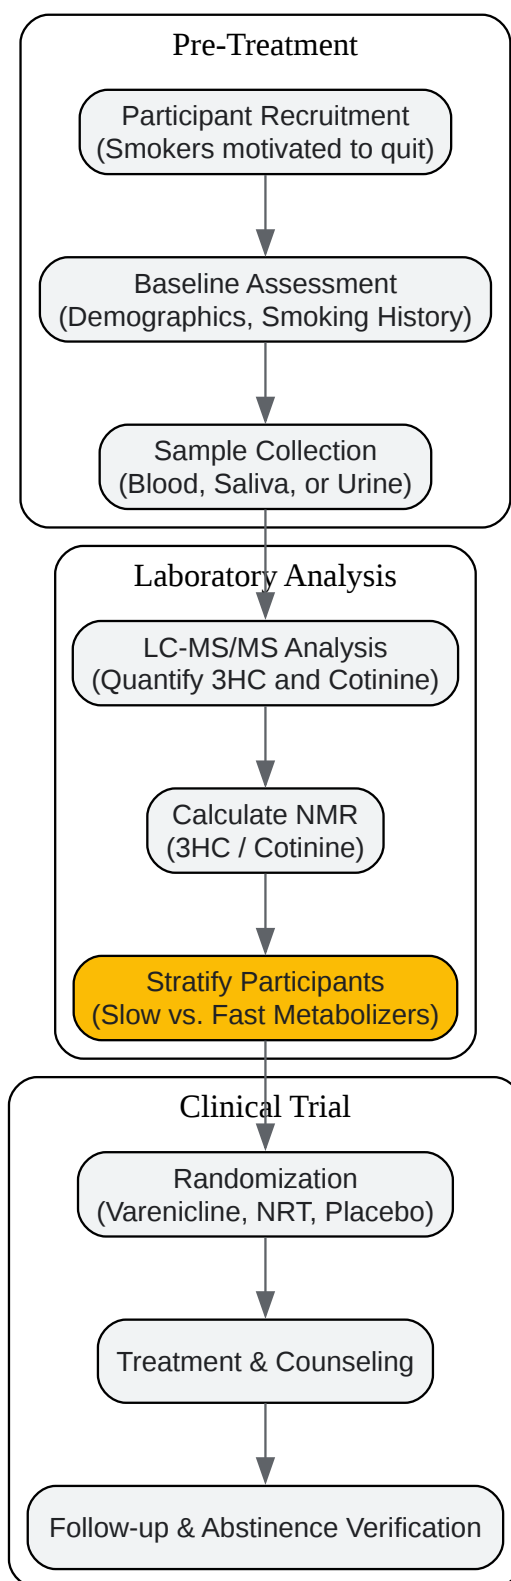 Pre-Treatment
Participant Recruitment
(Smokers motivated to quit)
Baseline Assessment
(Demographics, Smoking History)
Sample Collection
(Blood, Saliva, or Urine)
Laboratory Analysis
LC-MS/MS Analysis
(Quantify 3HC and Cotinine)
Calculate NMR
(3HC / Cotinine)
Stratify Participants
(Slow vs. Fast Metabolizers)
Clinical Trial
Randomization
(Varenicline, NRT, Placebo)
Treatment & Counseling
Follow-up & Abstinence Verification